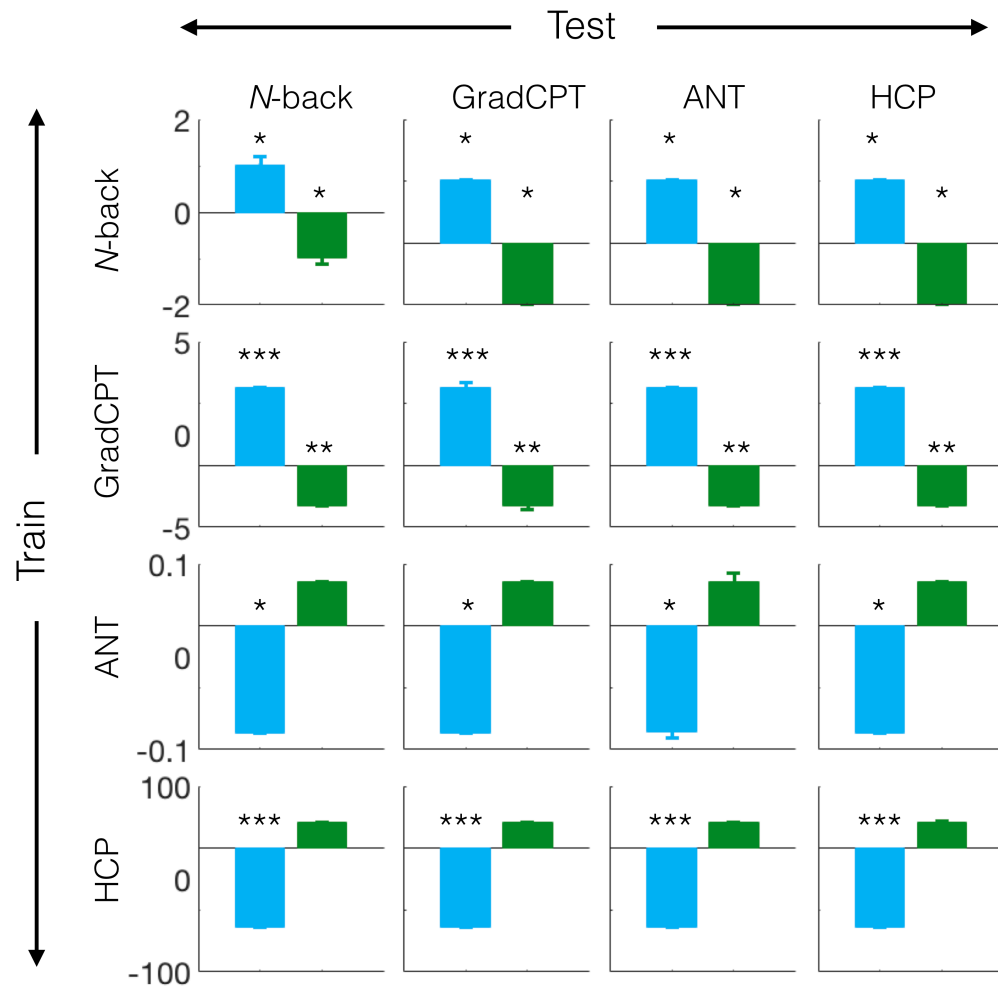 Test
N-back GradCPT ANT HCP
Train
N-back
2
0
-2
* * * * * * * *
GradCPT
5
0
-5
*** ** *** ** *** ** *** **
ANT
0.1
0
-0.1
* * * *
HCP
100
0
-100
*** *** *** ***